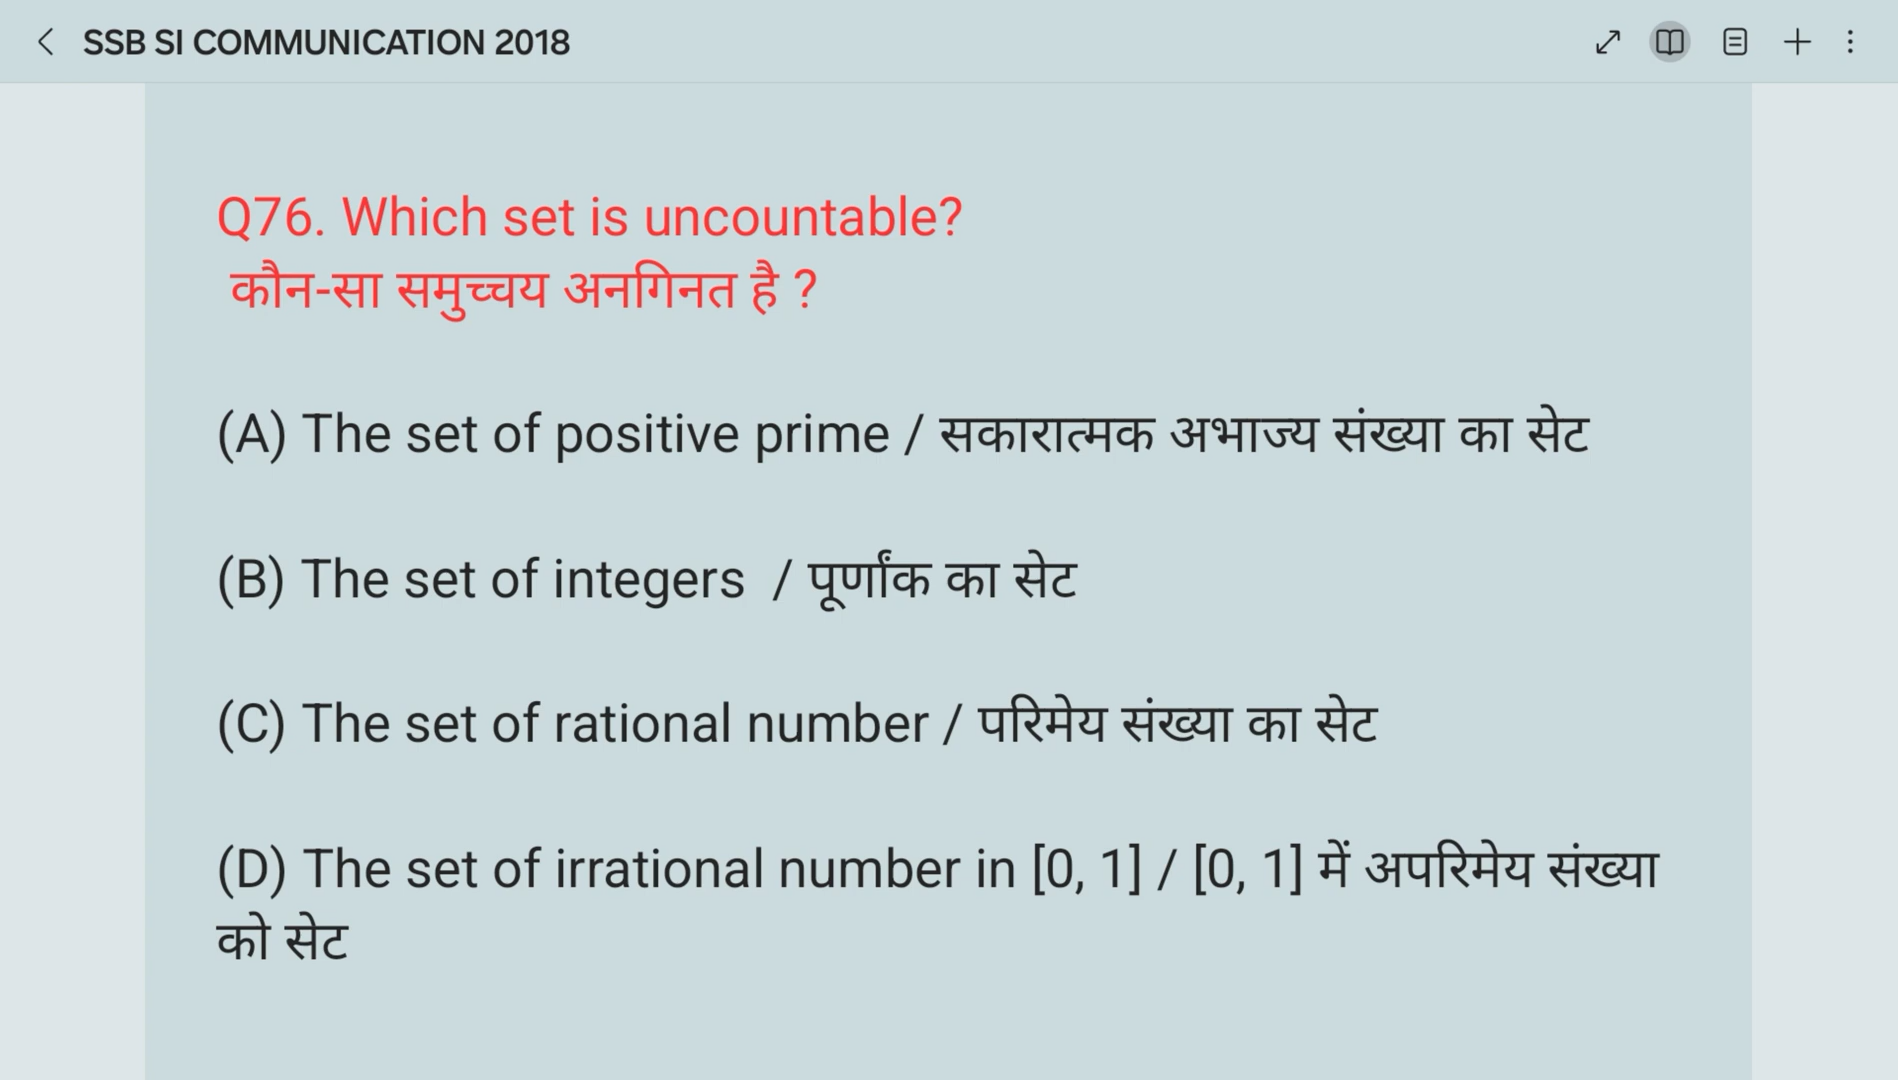 SSB SI COMMUNICATION 2018
Q76. Which set is uncountable?
कौन-सा समुच्चय अनगिनत है ?
(A) The set of positive prime / सकारात्मक अभाज्य संख्या का सेट
(B) The set of integers / पूर्णांक का सेट
(C) The set of rational number / परिमेय संख्या का सेट
(D) The set of irrational number in [0, 1] / [0, 1] में अपरिमेय संख्या
को सेट